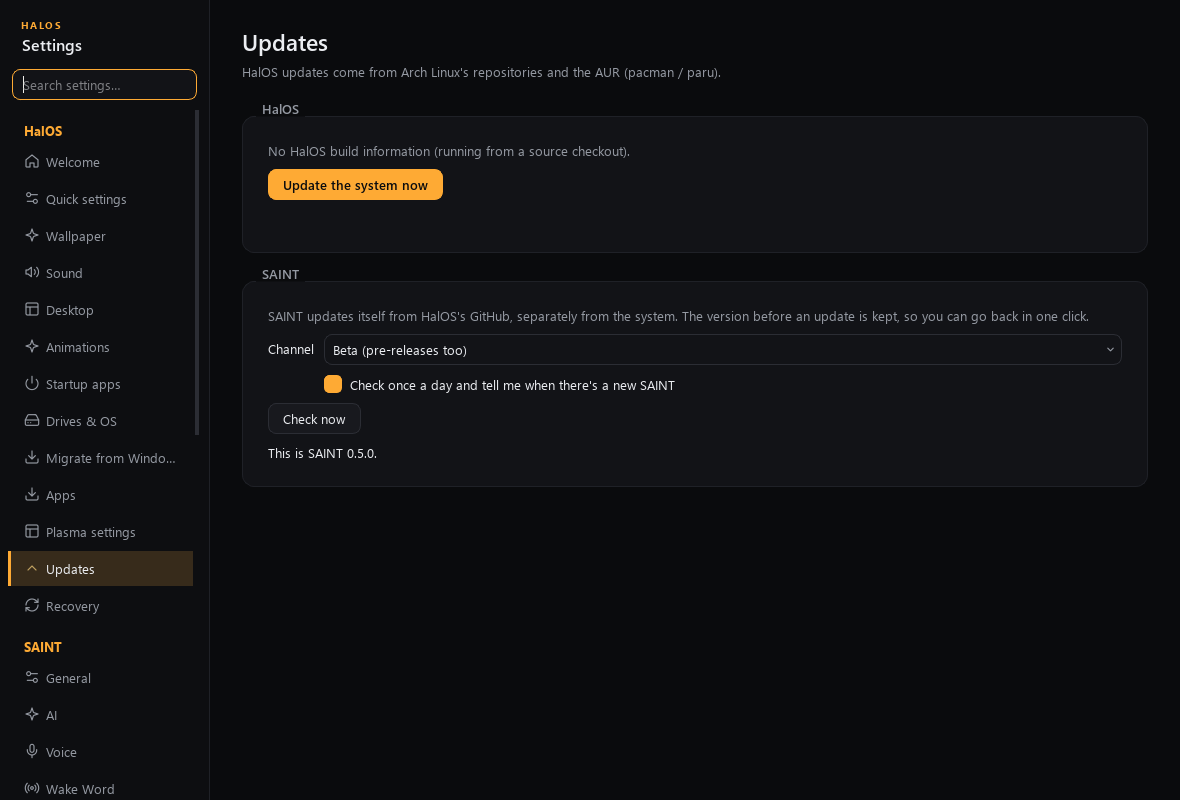 HALOS
Settings
Search settings...
HalOS
Welcome
Quick settings
Wallpaper
Sound
Desktop
Animations
Startup apps
Drives & OS
Migrate from Windo...
Apps
Plasma settings
Updates
Recovery
SAINT
General
AI
Voice
Wake Word
Updates
HalOS updates come from Arch Linux's repositories and the AUR (pacman / paru).
HalOS
No HalOS build information (running from a source checkout).
Update the system now
SAINT
SAINT updates itself from HalOS's GitHub, separately from the system. The version before an update is kept, so you can go back in one click.
Channel Beta (pre-releases too)
Check once a day and tell me when there's a new SAINT
Check now
This is SAINT 0.5.0.